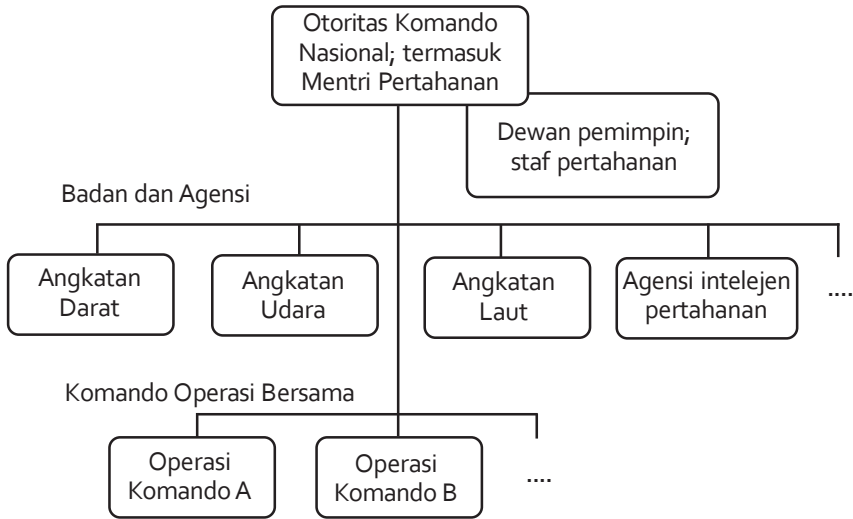 Otoritas Komando
Nasional; termasuk
Mentri Pertahanan
Dewan pemimpin;
staf pertahanan
Badan dan Agensi
Angkatan
Darat
Angkatan
Udara
Angkatan
Laut
Agensi intelejen
pertahanan
....
Komando Operasi Bersama
Operasi
Komando A
Operasi
Komando B
....